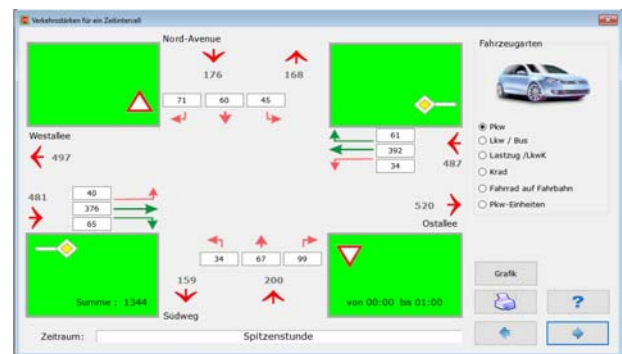 Verkehrsstärken für ein Zeitintervall
Nord-Avenue
176 168
71 60 45
Westallee
497
61
392
34
487
481
40
376
65
520
Ostallee
34 67 99
159 200
Südweg
Summe : 1344
von 00:00 bis 01:00
Zeitraum: Spitzenstunde
Fahrzeugarten
Pkw
Lkw / Bus
Lastzug /LkwK
Krad
Fahrrad auf Fahrbahn
Pkw-Einheiten
Grafik
?